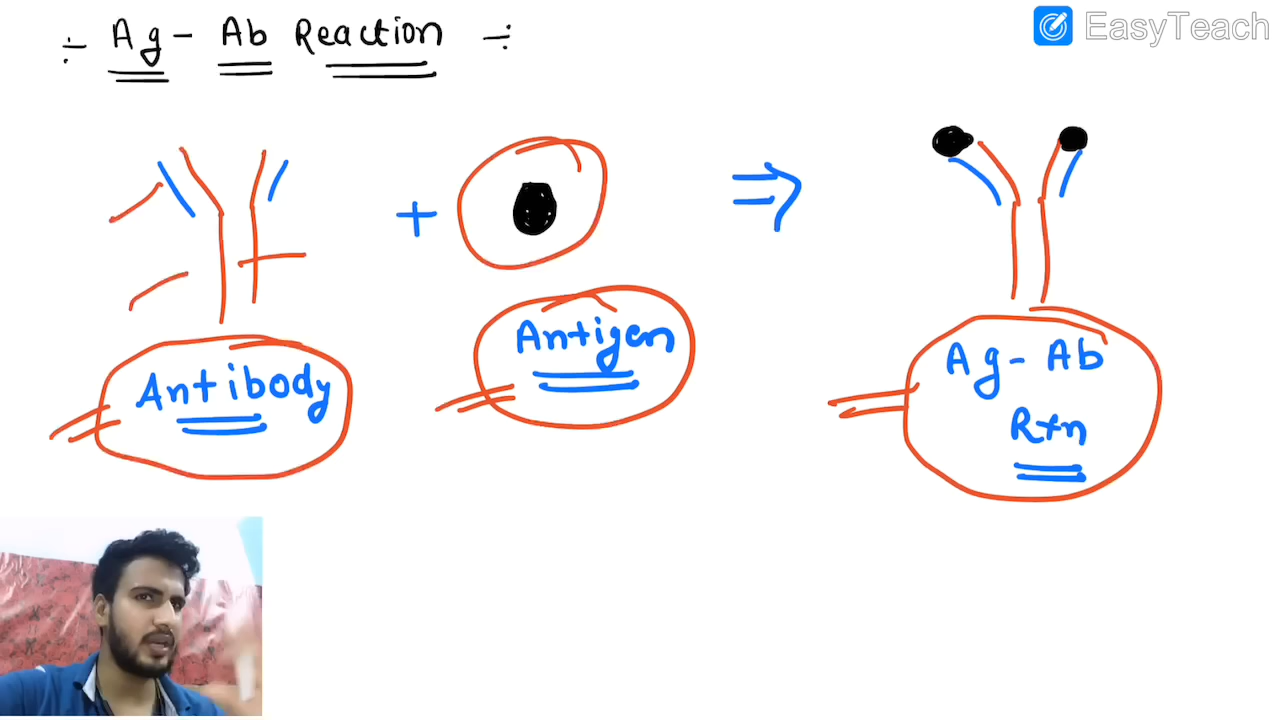 ÷ Ag - Ab Reaction ÷
EasyTeach
+
⇒
Antibody
Antigen
Ag - Ab
Rxn